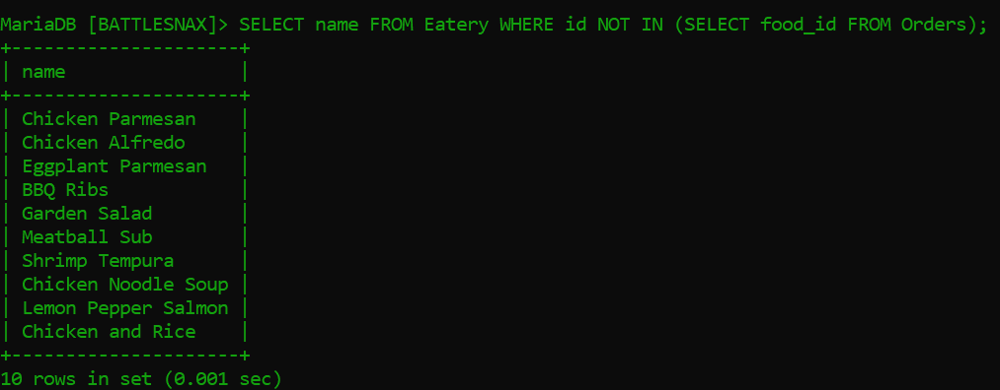 MariaDB [BATTLESNAX]> SELECT name FROM Eatery WHERE id NOT IN (SELECT food_id FROM Orders);
+---------------------+
| name                |
+---------------------+
| Chicken Parmesan    |
| Chicken Alfredo     |
| Eggplant Parmesan   |
| BBQ Ribs            |
| Garden Salad        |
| Meatball Sub        |
| Shrimp Tempura      |
| Chicken Noodle Soup |
| Lemon Pepper Salmon |
| Chicken and Rice    |
+---------------------+
10 rows in set (0.001 sec)